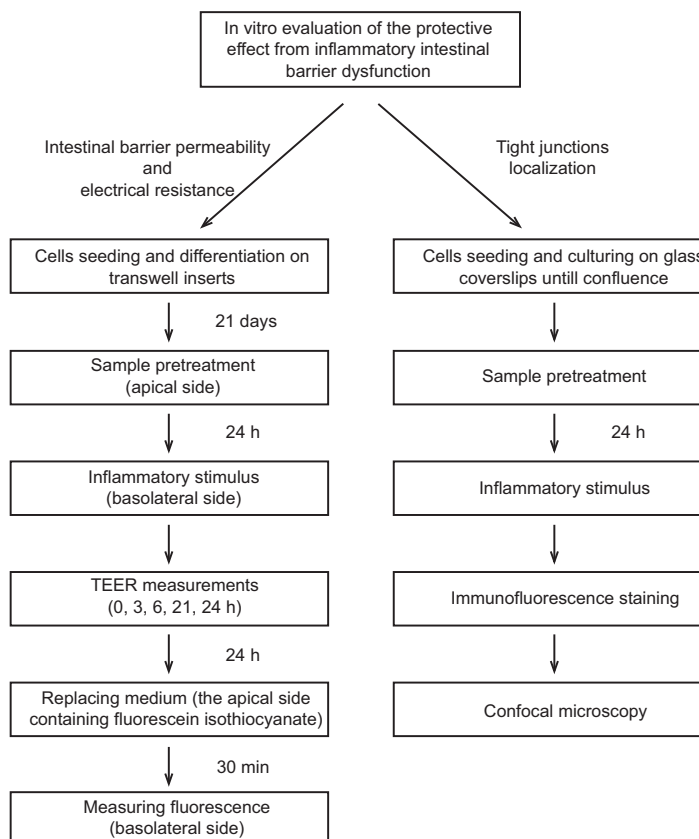 In vitro evaluation of the protective
effect from inflammatory intestinal
barrier dysfunction
Intestinal barrier permeability
and
electrical resistance
Tight junctions
localization
Cells seeding and differentiation on
transwell inserts
21 days
Sample pretreatment
(apical side)
24 h
Inflammatory stimulus
(basolateral side)
TEER measurements
(0, 3, 6, 21, 24 h)
24 h
Replacing medium (the apical side
containing fluorescein isothiocyanate)
30 min
Measuring fluorescence
(basolateral side)
Cells seeding and culturing on glass
coverslips untill confluence
Sample pretreatment
24 h
Inflammatory stimulus
Immunofluorescence staining
Confocal microscopy